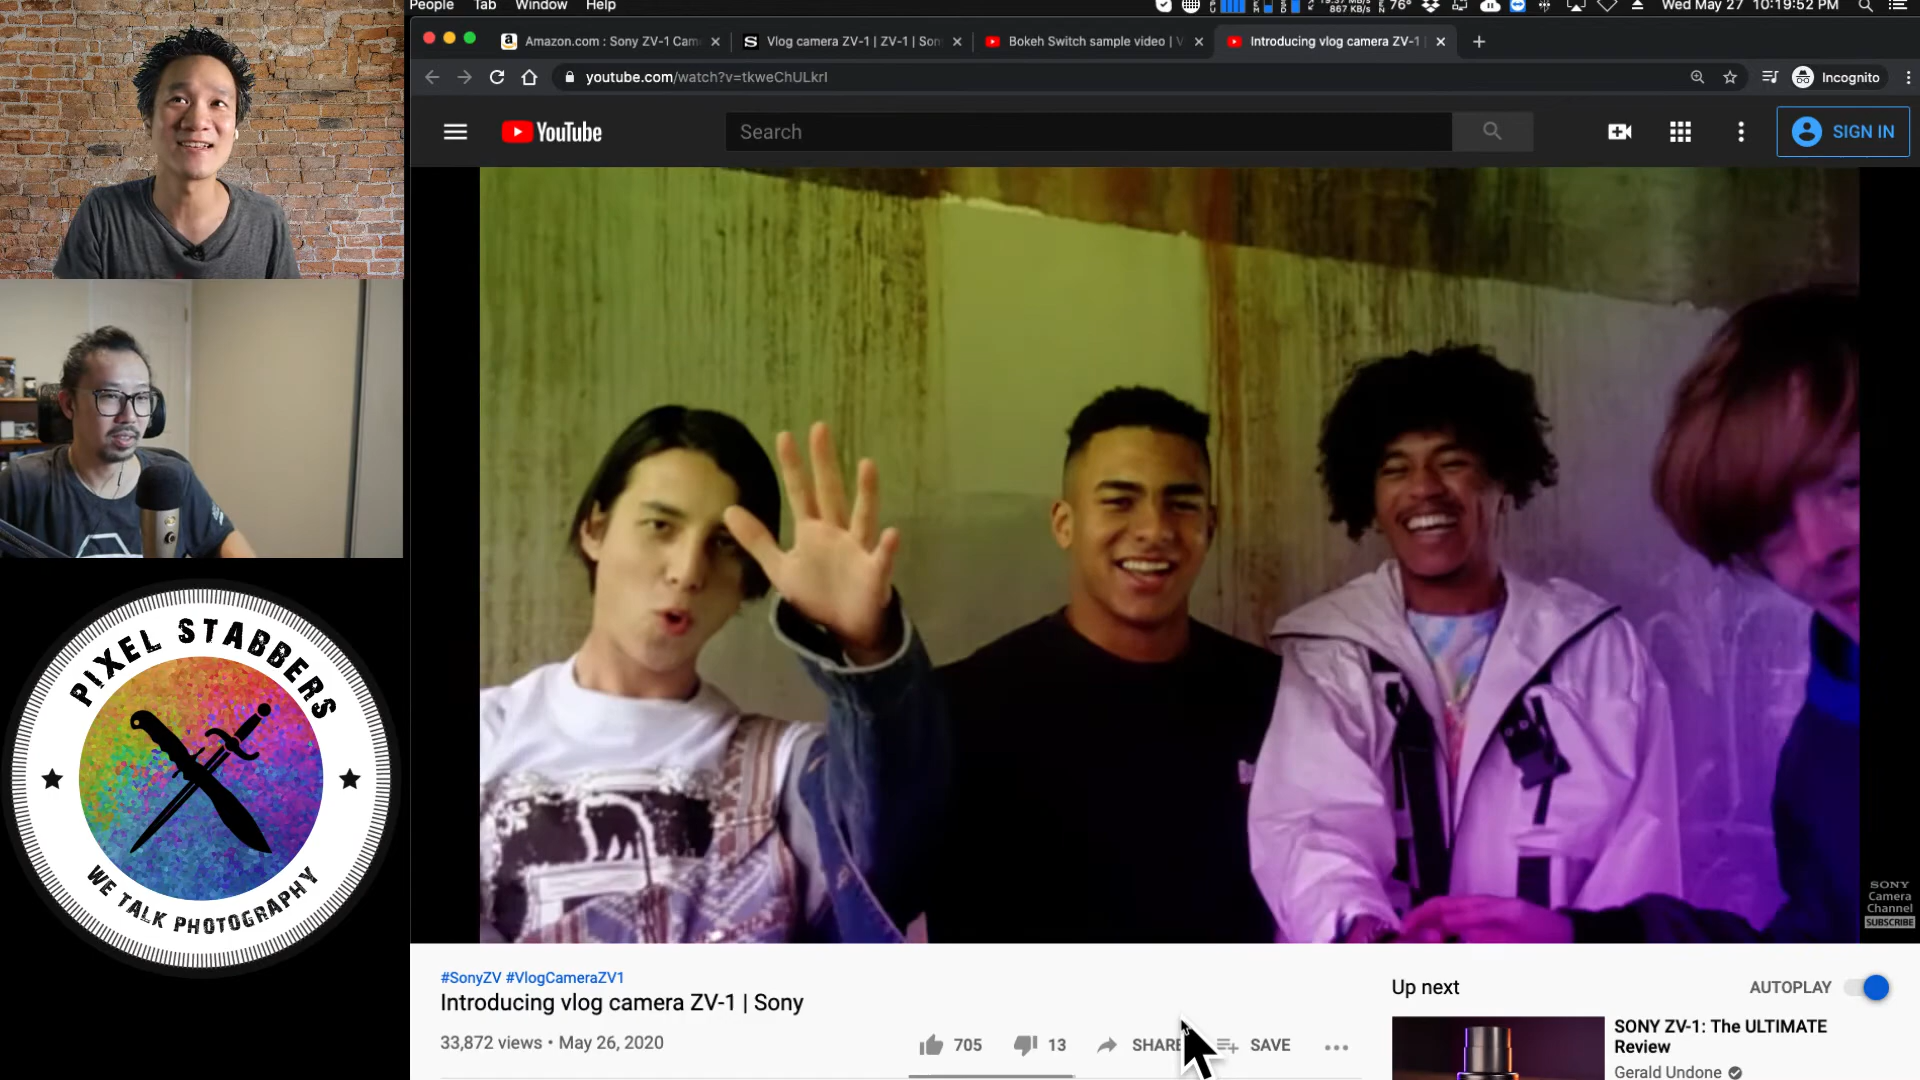 People Tab Window Help
867 KB/s 76° Wed May 27 10:19:52 PM
Amazon.com : Sony ZV-1 Cam
Vlog camera ZV-1 | ZV-1 | Son
Bokeh Switch sample video | V
Introducing vlog camera ZV-1 |
youtube.com/watch?v=tkweChULkrI
Incognito
YouTube
Search
SIGN IN
PIXEL STABBERS
WE TALK PHOTOGRAPHY
SONY
Camera
Channel
SUBSCRIBE
#SonyZV #VlogCameraZV1
Introducing vlog camera ZV-1 | Sony
33,872 views • May 26, 2020
705
13
SHARE
SAVE
Up next
AUTOPLAY
SONY ZV-1: The ULTIMATE
Review
Gerald Undone